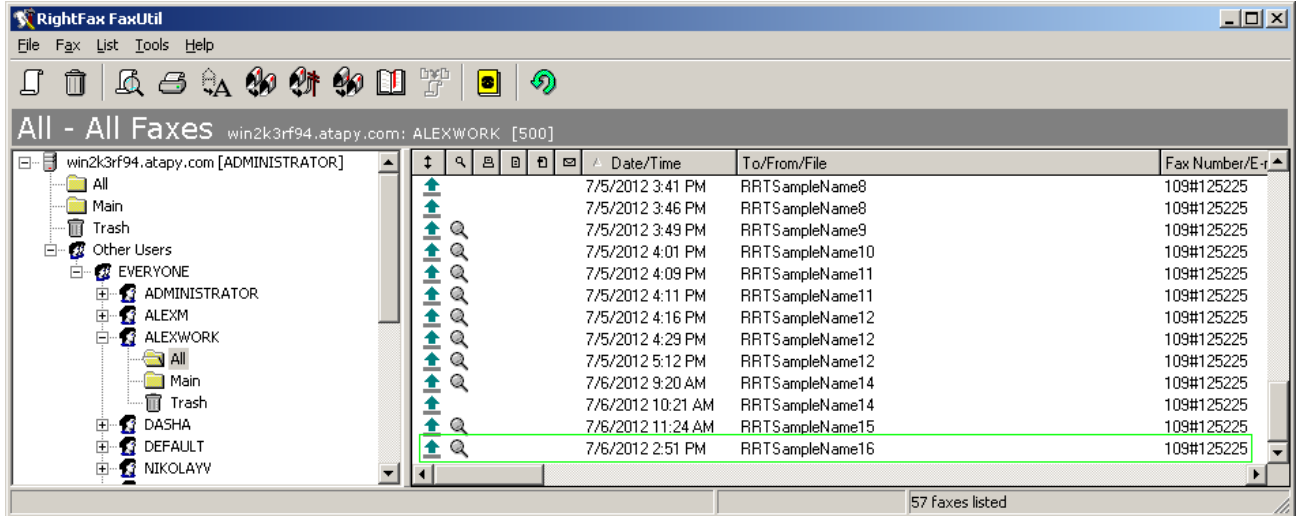 RightFax FaxUtil
File Fax List Tools Help
All - All Faxes win2k3rf94.atapy.com: ALEXWORK [500]
win2k3rf94.atapy.com [ADMINISTRATOR]
All
Main
Trash
Other Users
EVERYONE
ADMINISTRATOR
ALEXM
ALEXWORK
All
Main
Trash
DASHA
DEFAULT
NIKOLAYV
Date/Time To/From/File Fax Number/E-r
7/5/2012 3:41 PM RRTSampleName8 109#125225
7/5/2012 3:46 PM RRTSampleName8 109#125225
7/5/2012 3:49 PM RRTSampleName9 109#125225
7/5/2012 4:01 PM RRTSampleName10 109#125225
7/5/2012 4:09 PM RRTSampleName11 109#125225
7/5/2012 4:11 PM RRTSampleName11 109#125225
7/5/2012 4:16 PM RRTSampleName12 109#125225
7/5/2012 4:29 PM RRTSampleName12 109#125225
7/5/2012 5:12 PM RRTSampleName12 109#125225
7/6/2012 9:20 AM RRTSampleName14 109#125225
7/6/2012 10:21 AM RRTSampleName14 109#125225
7/6/2012 11:24 AM RRTSampleName15 109#125225
7/6/2012 2:51 PM RRTSampleName16 109#125225
57 faxes listed